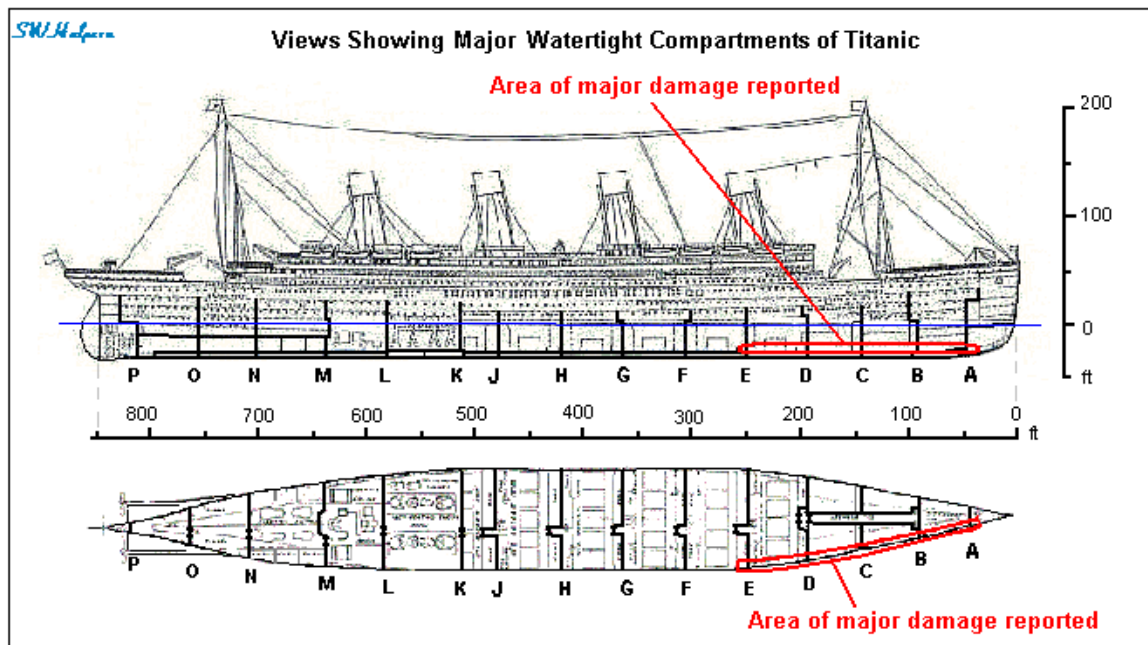 SWHalpern
Views Showing Major Watertight Compartments of Titanic
Area of major damage reported
200
100
0
ft
P O N M L K J H G F E D C B A
800 700 600 500 400 300 200 100 0 ft
P O N M L K J H G F E D C B A
Area of major damage reported